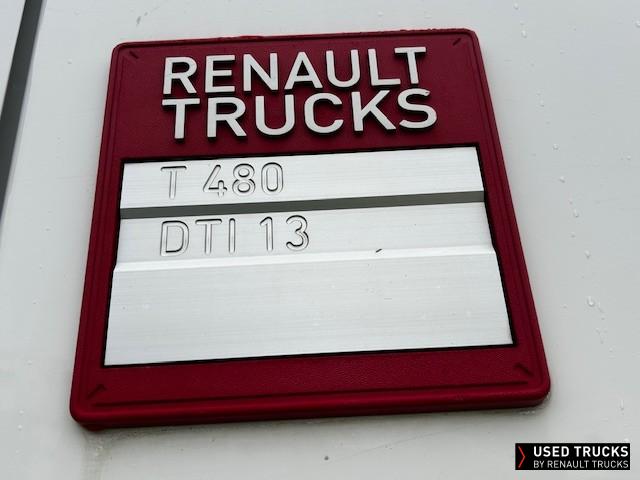 RENAULT
TRUCKS
T 480
DTI 13
USED TRUCKS
BY RENAULT TRUCKS